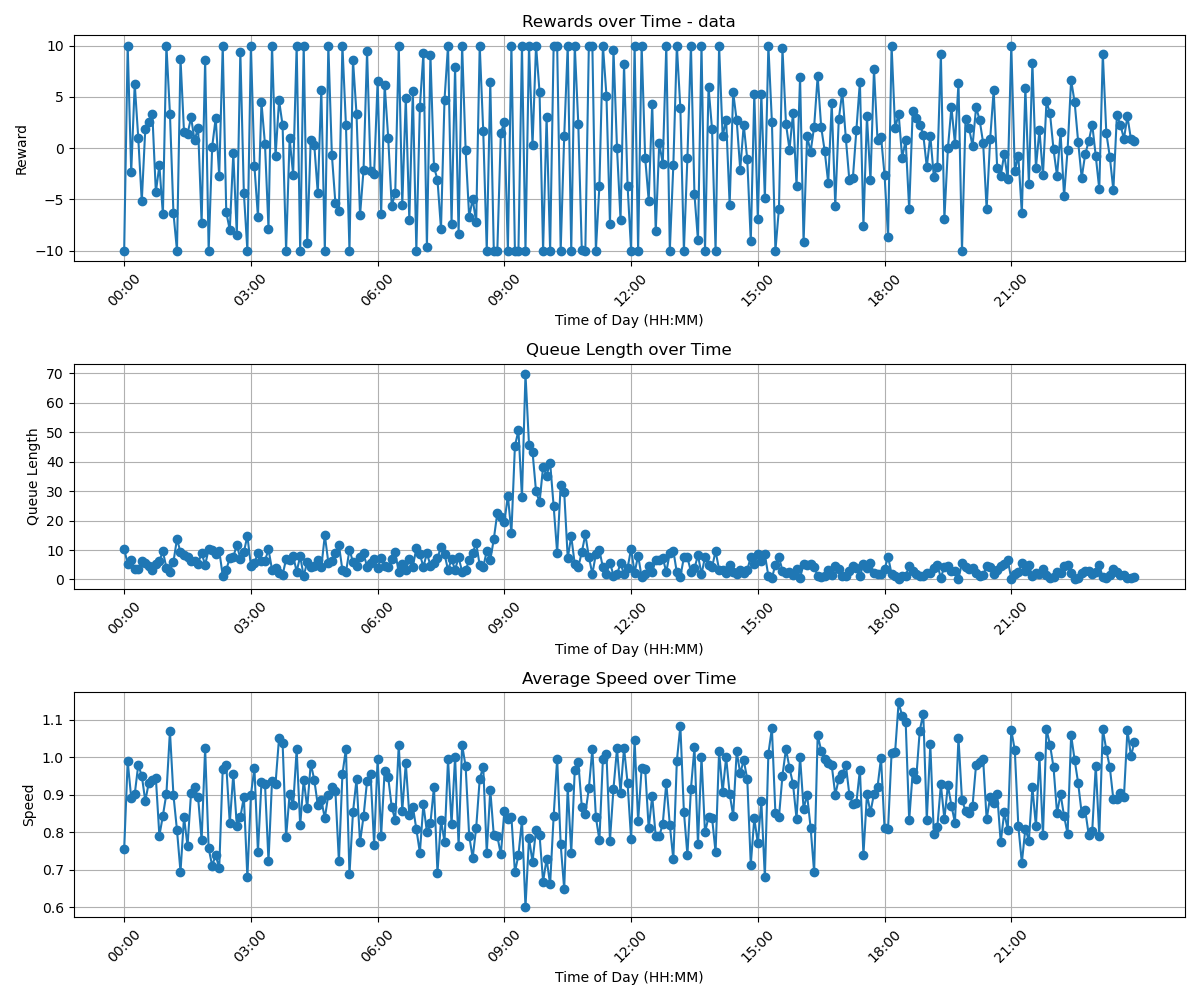 Rewards over Time - data
Reward
10
5
0
−5
−10
00:00 03:00 06:00 09:00 12:00 15:00 18:00 21:00
Time of Day (HH:MM)
Queue Length over Time
Queue Length
70
60
50
40
30
20
10
0
00:00 03:00 06:00 09:00 12:00 15:00 18:00 21:00
Time of Day (HH:MM)
Average Speed over Time
Speed
1.1
1.0
0.9
0.8
0.7
0.6
00:00 03:00 06:00 09:00 12:00 15:00 18:00 21:00
Time of Day (HH:MM)